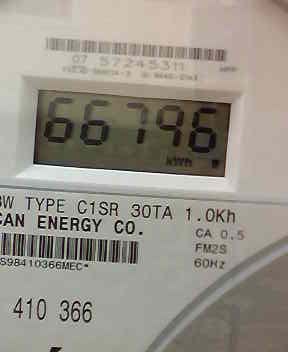 07 57245311
66796
kWh
3W TYPE C1SR 30TA 1.0Kh
CAN ENERGY CO.
CA 0.5
FM2S
60Hz
S98410366MEC*
410 366